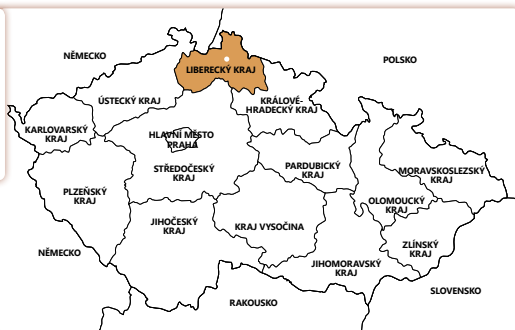 NĚMECKO
POLSKO
LIBERECKÝ KRAJ
ÚSTECKÝ KRAJ
KRÁLOVÉ-
HRADECKÝ KRAJ
KARLOVARSKÝ
KRAJ
HLAVNÍ MĚSTO
PRAHA
STŘEDOČESKÝ
KRAJ
PARDUBICKÝ
KRAJ
MORAVSKOSLEZSKÝ
KRAJ
PLZEŇSKÝ
KRAJ
OLOMOUCKÝ
KRAJ
JIHOČESKÝ
KRAJ
KRAJ VYSOČINA
ZLÍNSKÝ
KRAJ
NĚMECKO
JIHOMORAVSKÝ
KRAJ
SLOVENSKO
RAKOUSKO